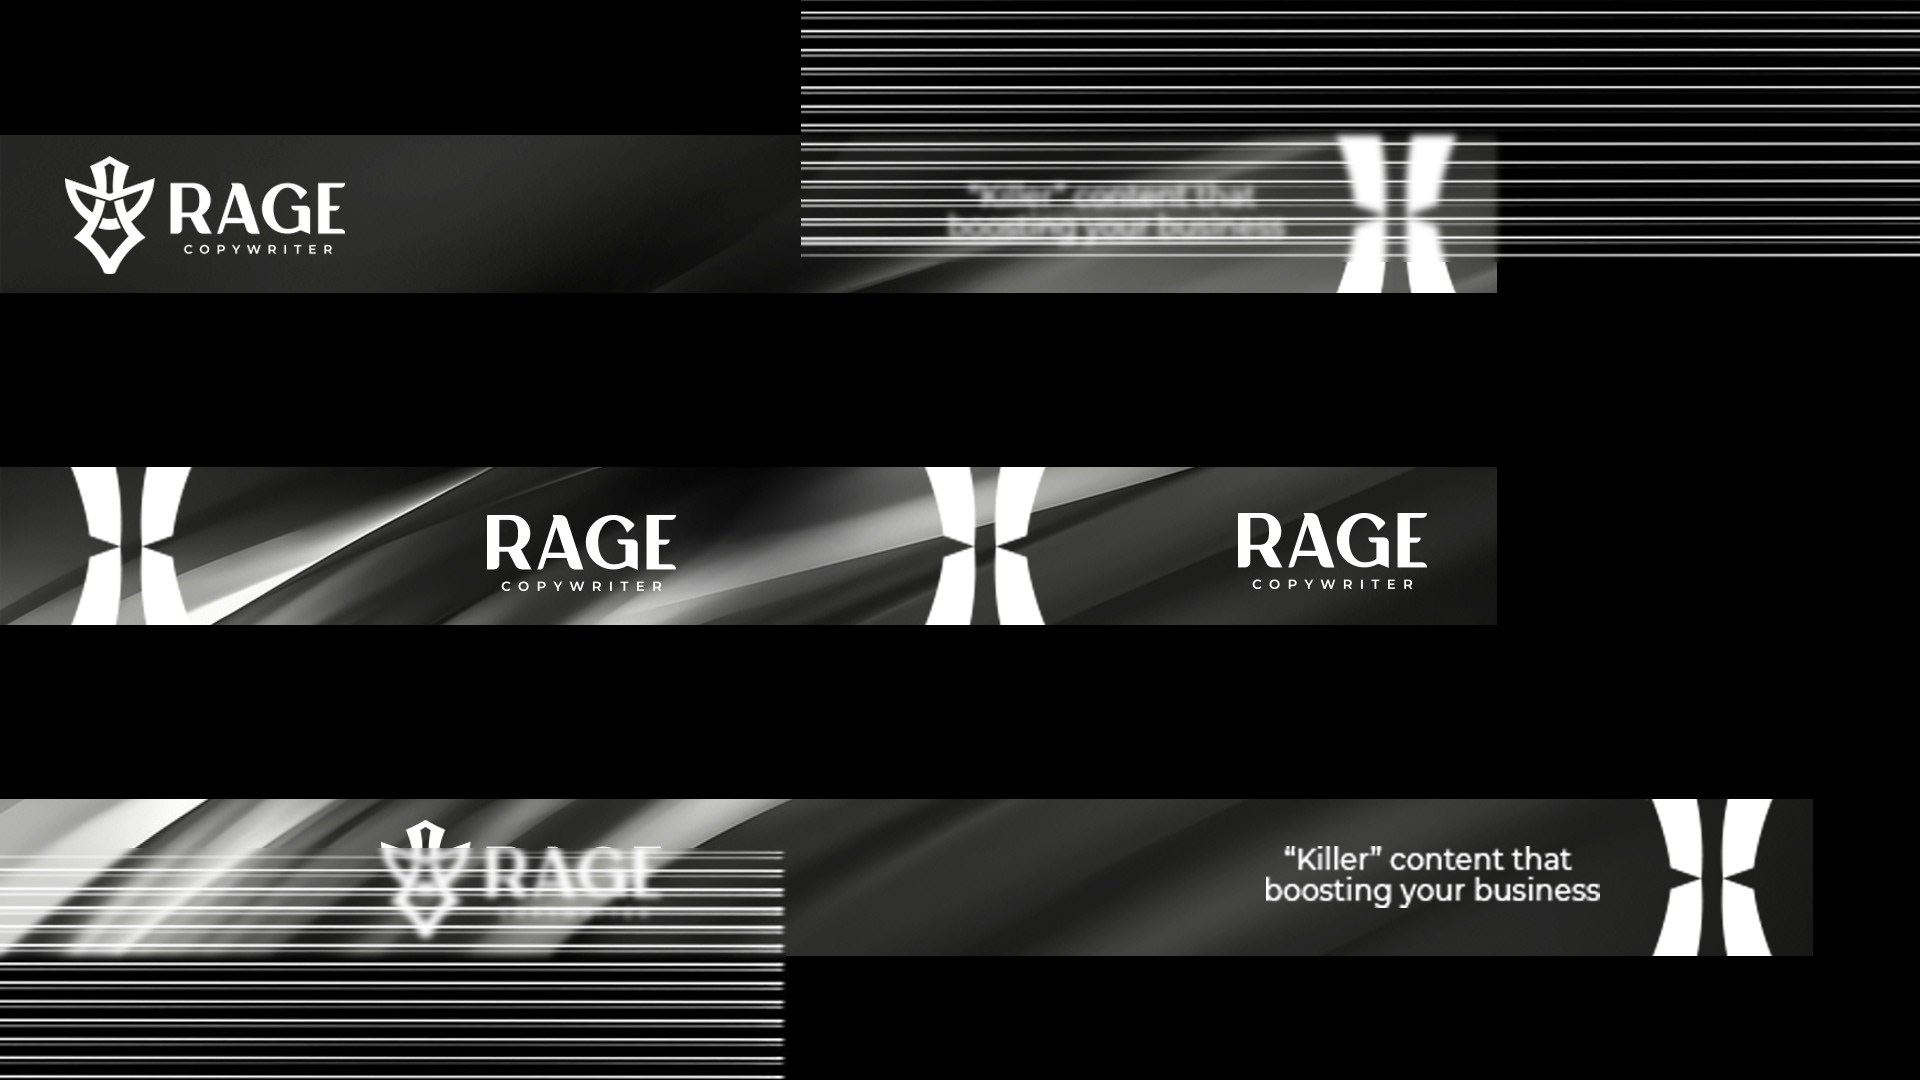 RAGE
COPYWRITER
“Killer” content that
boosting your business
RAGE
COPYWRITER
RAGE
COPYWRITER
RAGE
“Killer” content that
boosting your business